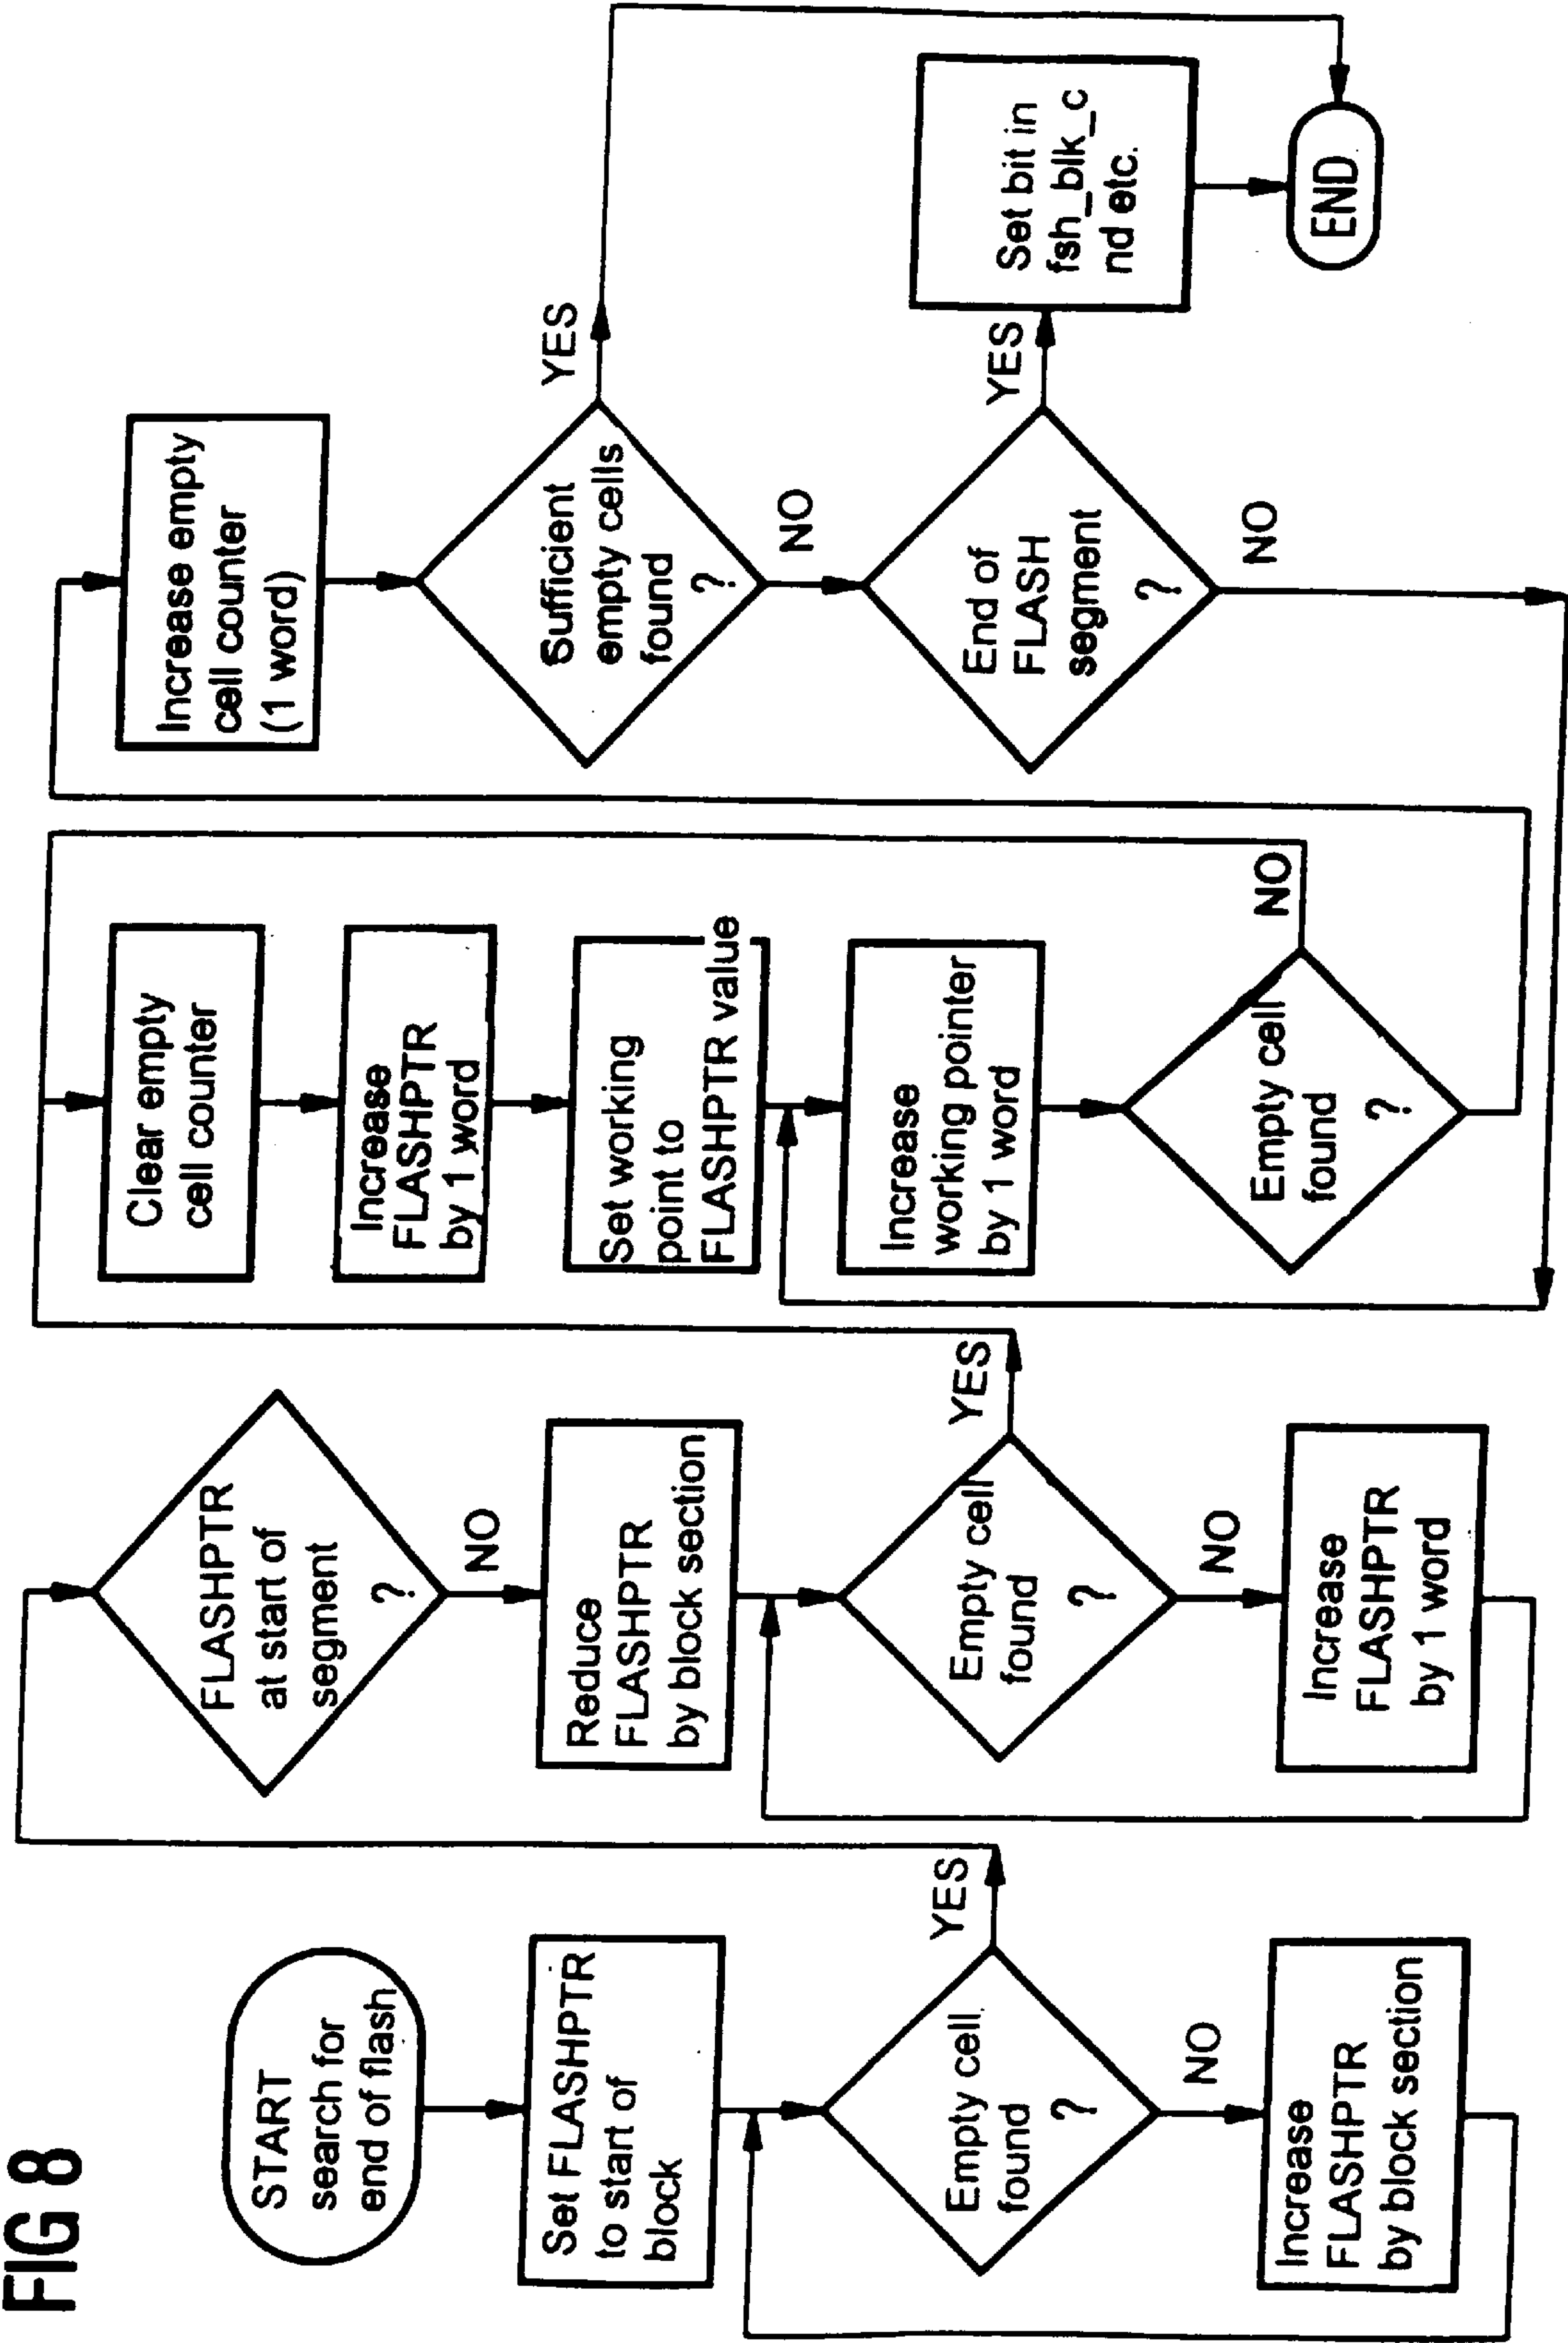 FIG 8
START
search for
end of flash
Set FLASHPTR
to start of
block
Empty cell
found
?
YES
NO
Increase
FLASHPTR
by block section
FLASHPTR
at start of
segment
?
NO
Reduce
FLASHPTR
by block section
Empty cell
found
?
YES
NO
Increase
FLASHPTR
by 1 word
Clear empty
cell counter
Increase
FLASHPTR
by 1 word
Set working
point to
FLASHPTR value
Increase
working pointer
by 1 word
Empty cell
found
?
NO
Increase empty
cell counter
(1 word)
Sufficient
empty cells
found
?
YES
NO
End of
FLASH
segment
?
YES
NO
Set bit in
fsh_blk_c
nd etc.
END